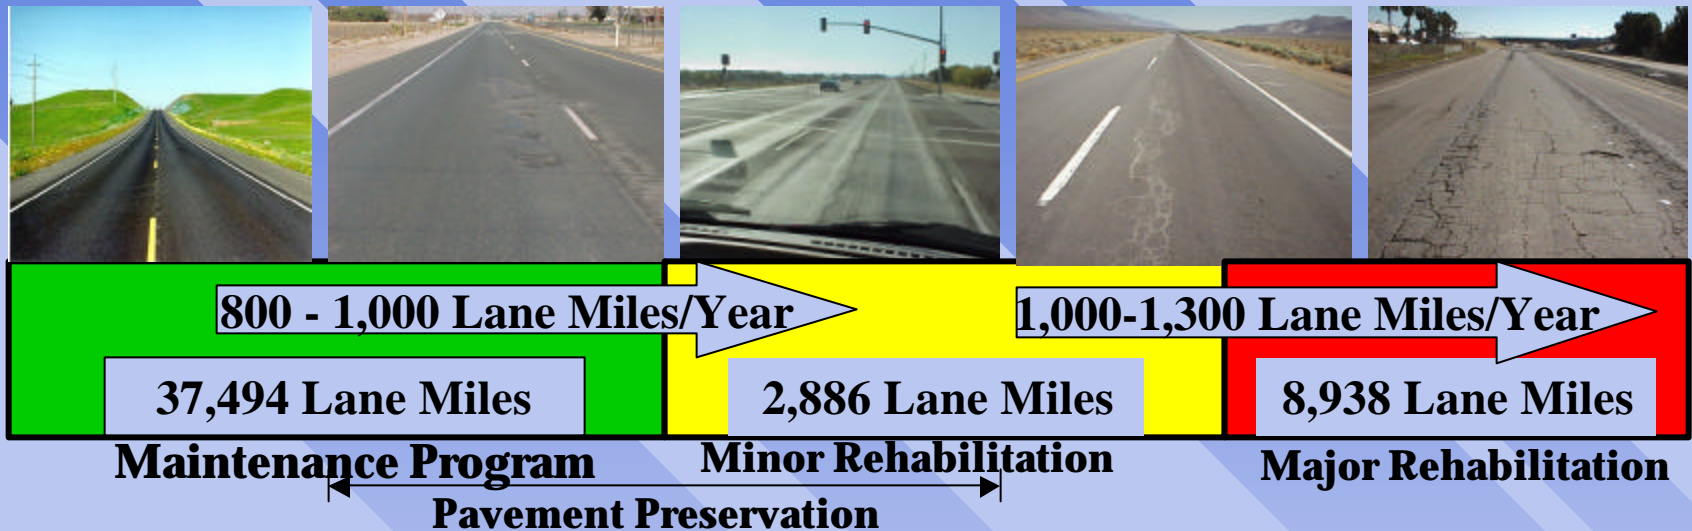 800 - 1,000 Lane Miles/Year
1,000-1,300 Lane Miles/Year
37,494 Lane Miles
2,886 Lane Miles
8,938 Lane Miles
Maintenance Program
Minor Rehabilitation
Major Rehabilitation
Pavement Preservation